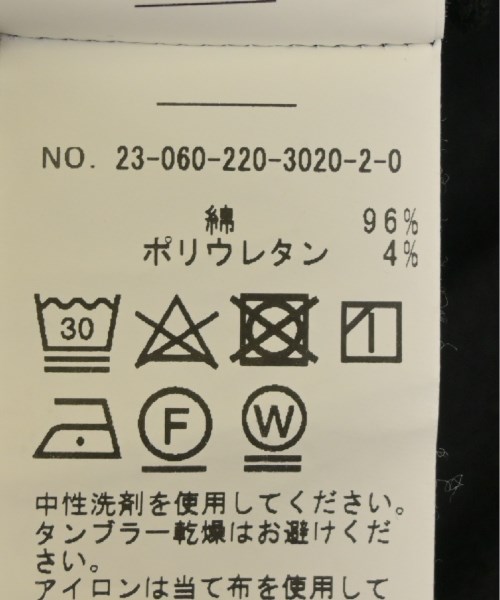 NO. 23-060-220-3020-2-0
綿 96%
ポリウレタン 4%
30
F W
中性洗剤を使用してください。
タンブラー乾燥はお避けくだ
さい。
アイロンは当て布を使用して